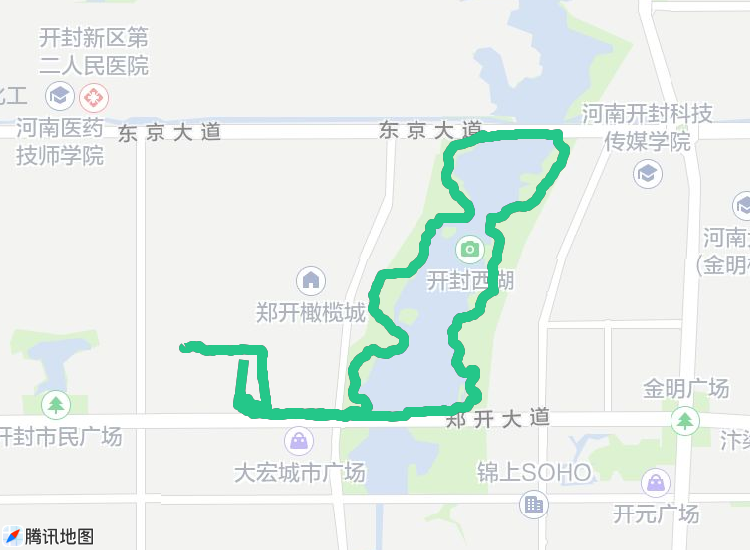 开封新区第
二人民医院
化工
河南医药
技师学院
东京大道
东京大道
河南开封科技
传媒学院
河南大
(金明校
开封西湖
郑开橄榄城
金明广场
开封市民广场
郑开大道
大宏城市广场
锦上SOHO
开元广场
腾讯地图